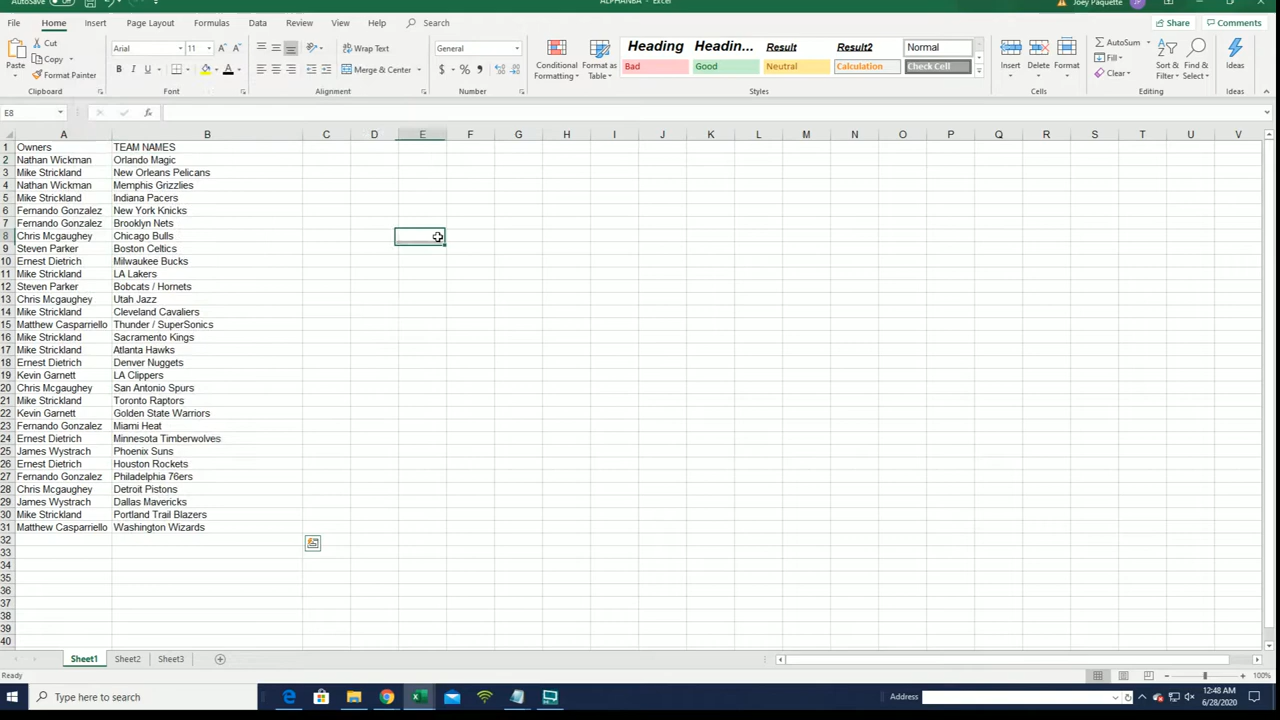 AutoSave Off ALPHANBA - Excel Joey Paquette JP
File Home Insert Page Layout Formulas Data Review View Help Search Share Comments
Cut
Copy
Format Painter
Paste
Clipboard
Arial 11
Font
Wrap Text
Merge & Center
Alignment
General
Number
Conditional Formatting
Format as Table
Heading Headin... Result Result2 Normal
Bad Good Neutral Calculation Check Cell
Styles
Insert Delete Format
Cells
AutoSum
Fill
Clear
Sort & Filter
Find & Select
Editing
Ideas
Ideas
E8
A B C D E F G H I J K L M N O P Q R S T U V
1 Owners TEAM NAMES
2 Nathan Wickman Orlando Magic
3 Mike Strickland New Orleans Pelicans
4 Nathan Wickman Memphis Grizzlies
5 Mike Strickland Indiana Pacers
6 Fernando Gonzalez New York Knicks
7 Fernando Gonzalez Brooklyn Nets
8 Chris Mcgaughey Chicago Bulls
9 Steven Parker Boston Celtics
10 Ernest Dietrich Milwaukee Bucks
11 Mike Strickland LA Lakers
12 Steven Parker Bobcats / Hornets
13 Chris Mcgaughey Utah Jazz
14 Mike Strickland Cleveland Cavaliers
15 Matthew Casparriello Thunder / SuperSonics
16 Mike Strickland Sacramento Kings
17 Mike Strickland Atlanta Hawks
18 Ernest Dietrich Denver Nuggets
19 Kevin Garnett LA Clippers
20 Chris Mcgaughey San Antonio Spurs
21 Mike Strickland Toronto Raptors
22 Kevin Garnett Golden State Warriors
23 Fernando Gonzalez Miami Heat
24 Ernest Dietrich Minnesota Timberwolves
25 James Wystrach Phoenix Suns
26 Ernest Dietrich Houston Rockets
27 Fernando Gonzalez Philadelphia 76ers
28 Chris Mcgaughey Detroit Pistons
29 James Wystrach Dallas Mavericks
30 Mike Strickland Portland Trail Blazers
31 Matthew Casparriello Washington Wizards
32
33
34
35
36
37
38
39
40
Sheet1 Sheet2 Sheet3
Ready 100%
Type here to search Address 12:48 AM
6/28/2020